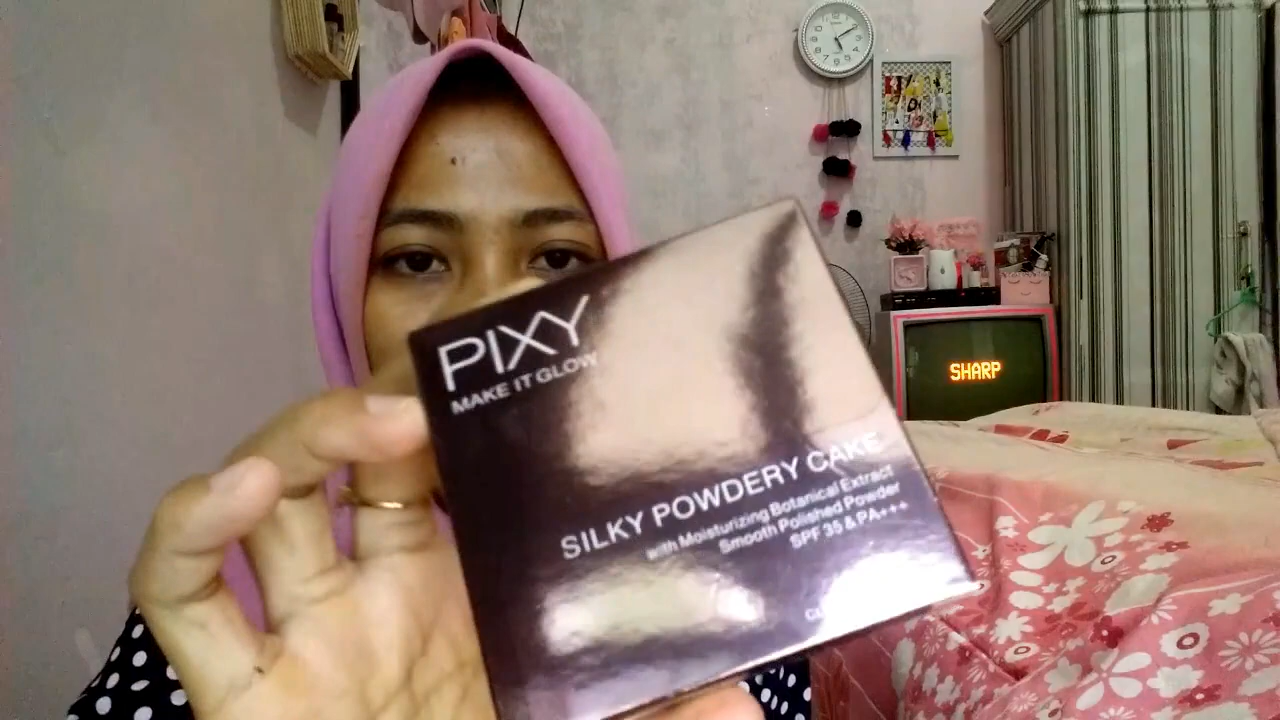 PIXY
MAKE IT GLOW
SILKY POWDERY CAKE
with Moisturizing Botanical Extract
Smooth Polished Powder
SPF 35 & PA+++
SHARP